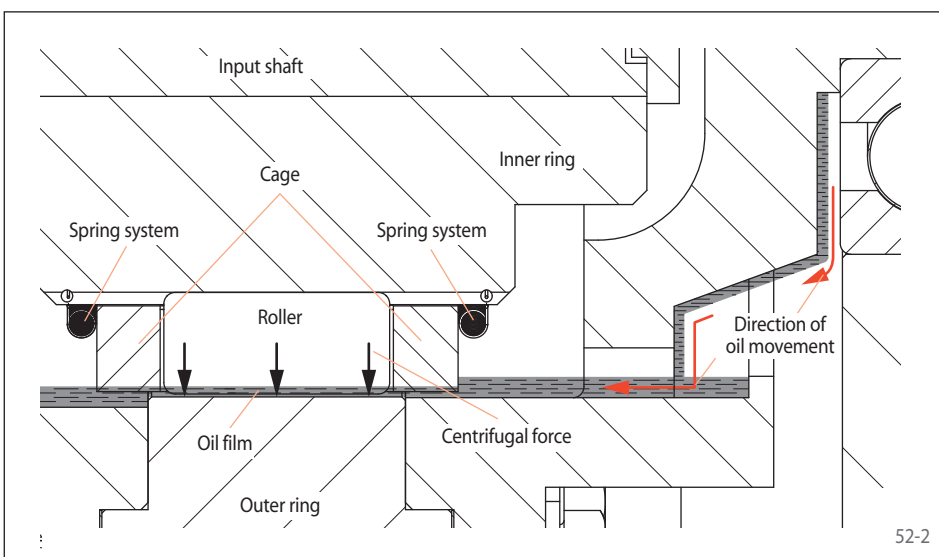 Input shaft
Inner ring
Cage
Spring system
Spring system
Roller
Direction of
oil movement
Centrifugal force
Oil film
Outer ring
52-2